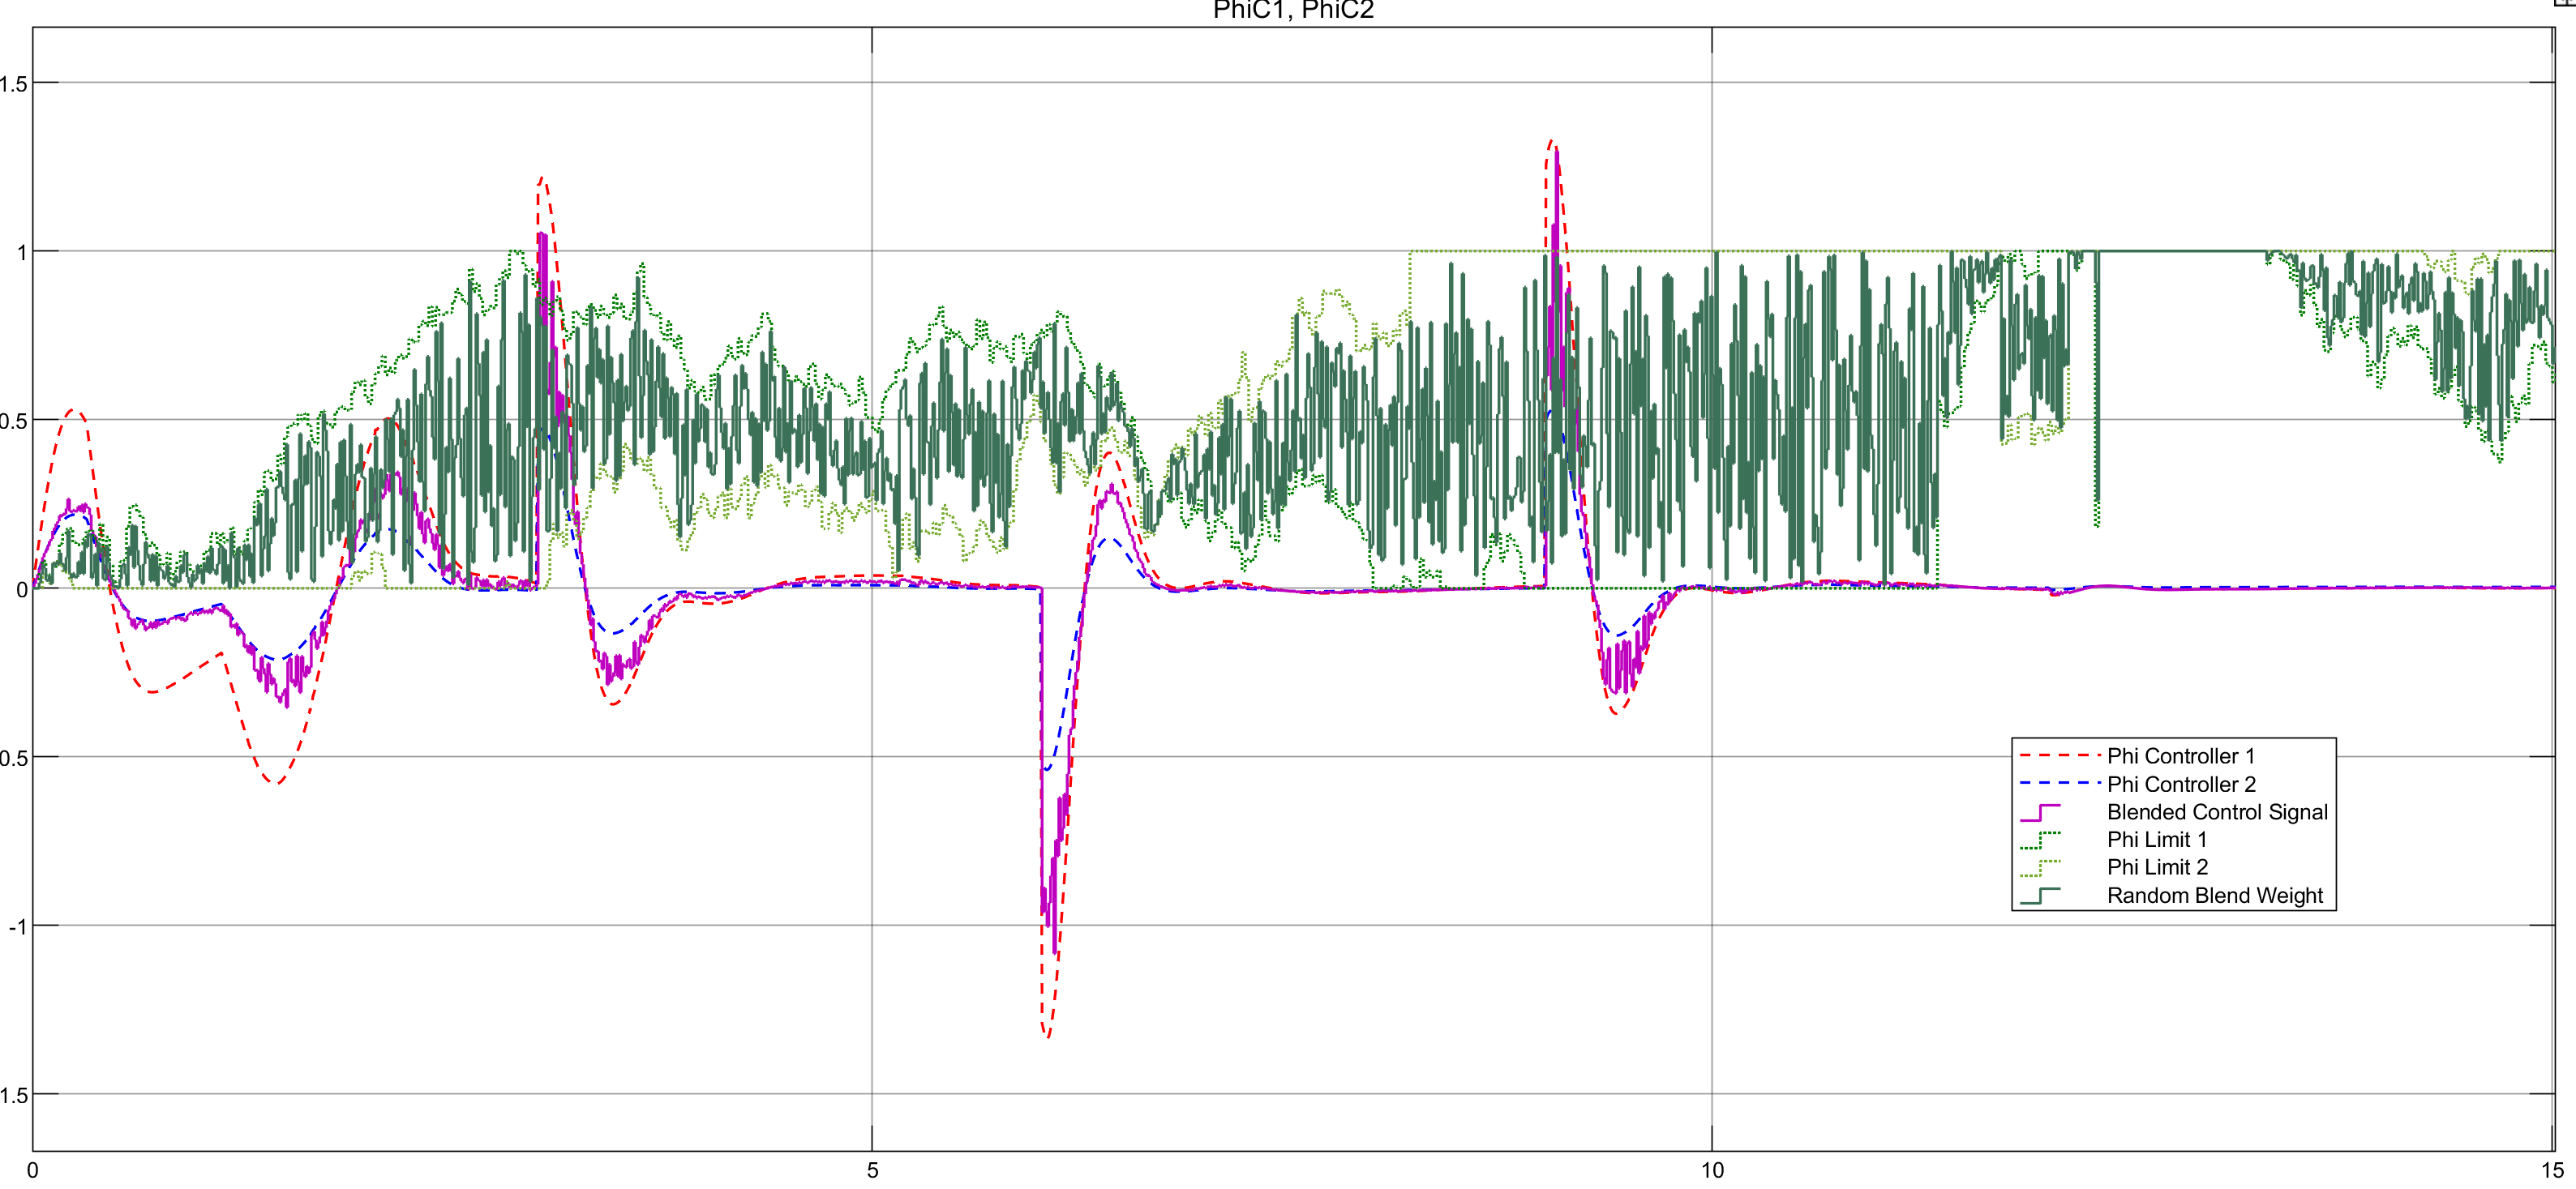 PhiC1, PhiC2
1.5
1
0.5
0
0.5
-1
1.5
0
5
10
15
Phi Controller 1
Phi Controller 2
Blended Control Signal
Phi Limit 1
Phi Limit 2
Random Blend Weight